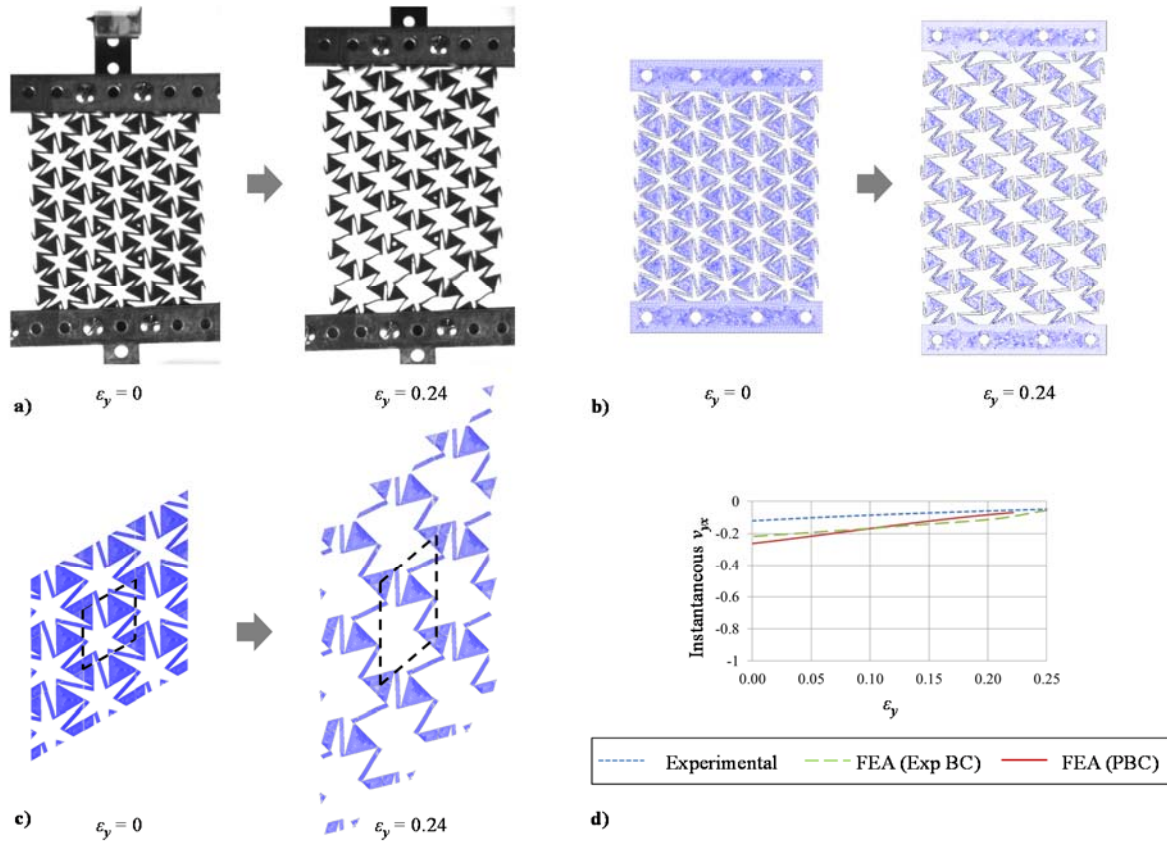 εy = 0
εy = 0.24
a)
εy = 0
εy = 0.24
b)
εy = 0
εy = 0.24
c)
Instantaneous νyx
0
-0.2
-0.4
-0.6
-0.8
-1
0.00 0.05 0.10 0.15 0.20 0.25
εy
Experimental FEA (Exp BC) FEA (PBC)
d)